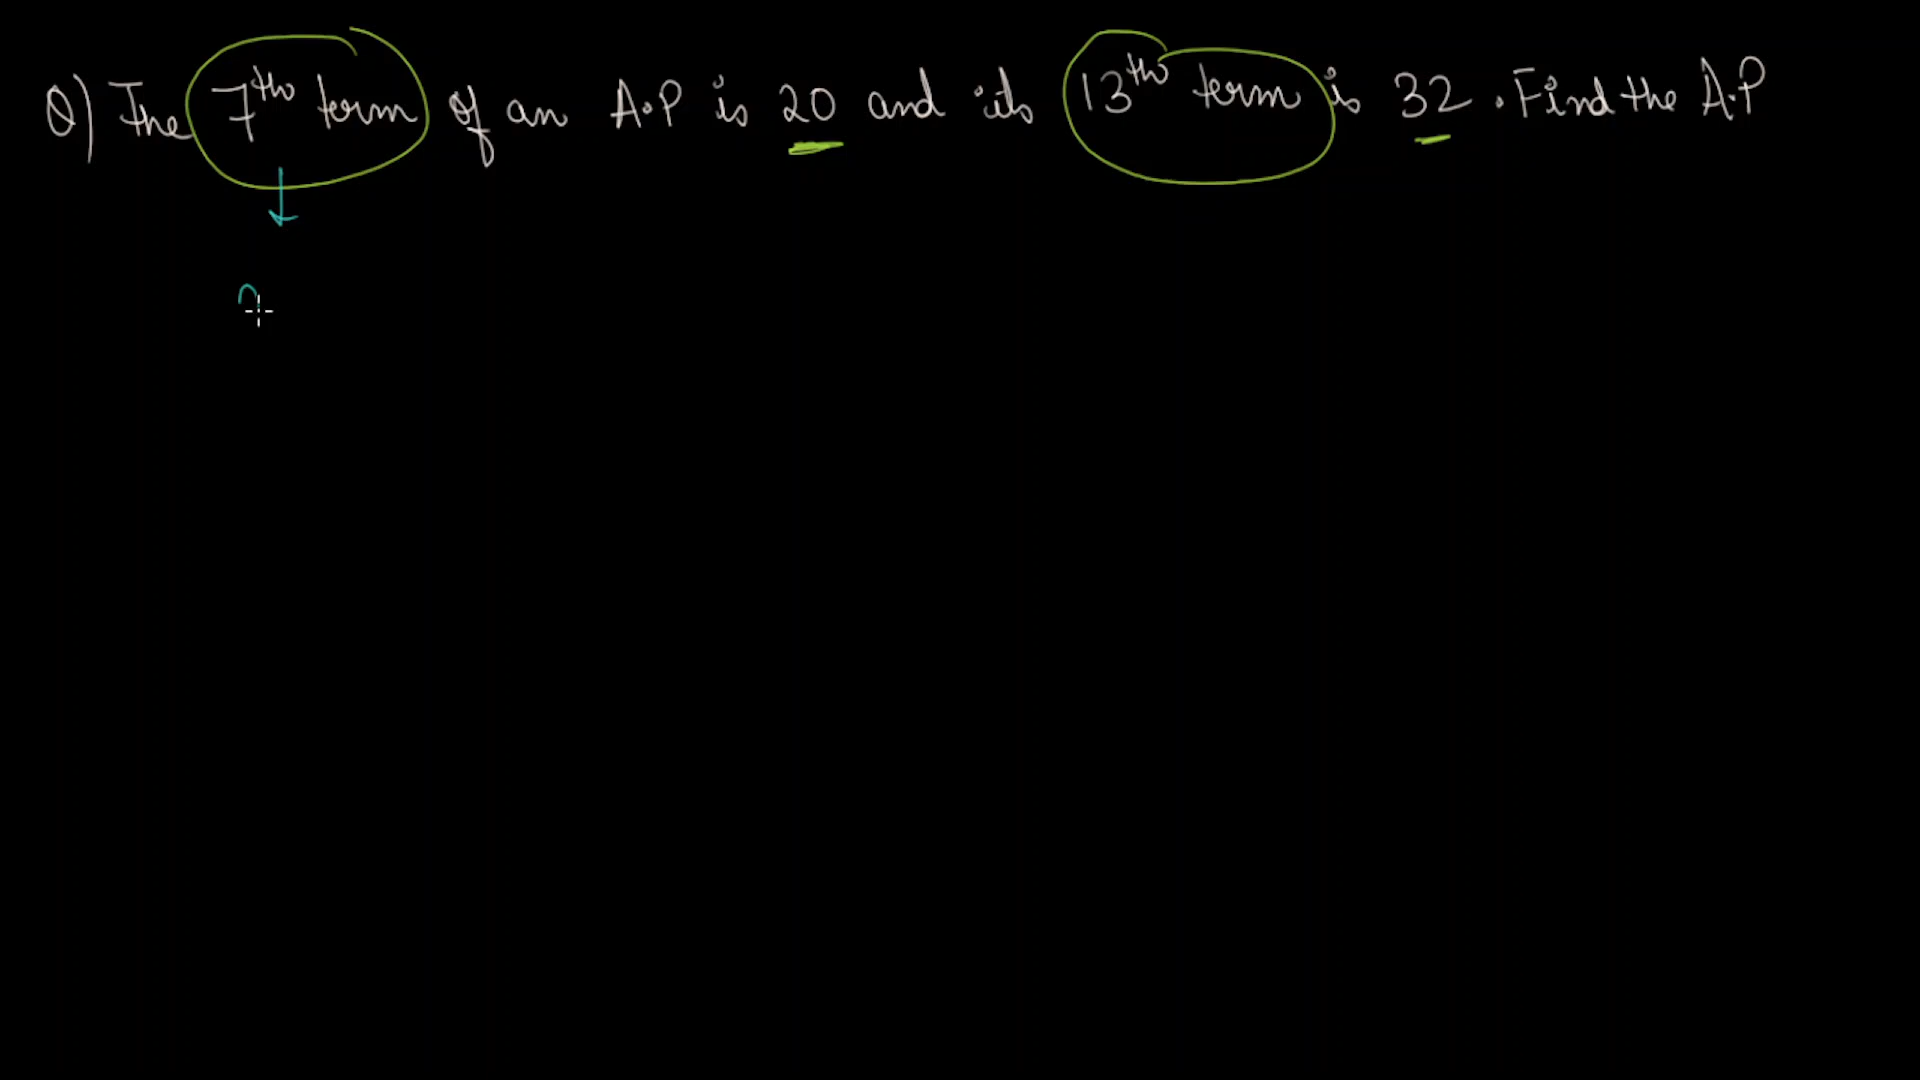 Q) The 7th term of an A.P is 20 and its 13th term is 32. Find the A.P